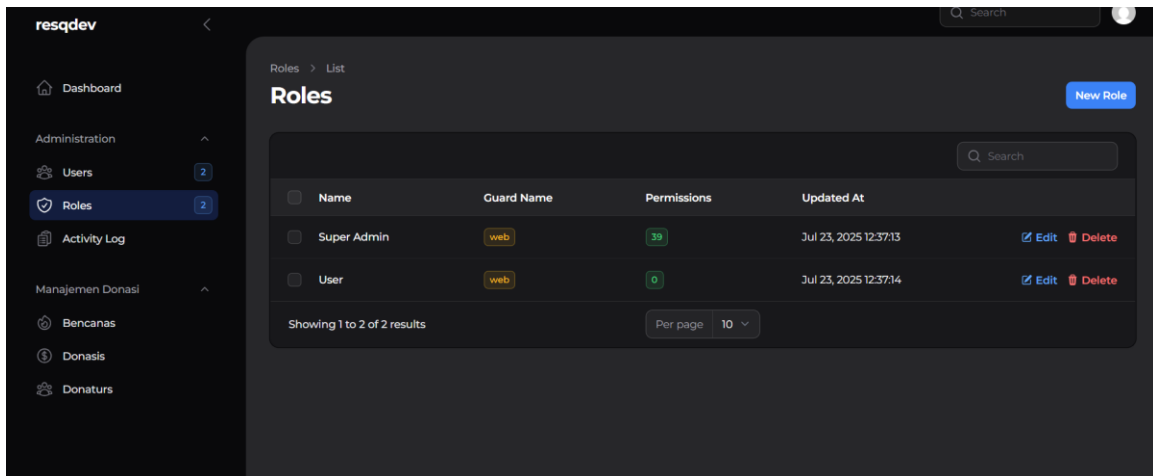 resqdev
Search
Dashboard
Administration
Users 2
Roles 2
Activity Log
Manajemen Donasi
Bencanas
Donasis
Donaturs
Roles > List
Roles
New Role
Search
Name Guard Name Permissions Updated At
Super Admin web 39 Jul 23, 2025 12:37:13 Edit Delete
User web 0 Jul 23, 2025 12:37:14 Edit Delete
Showing 1 to 2 of 2 results Per page 10